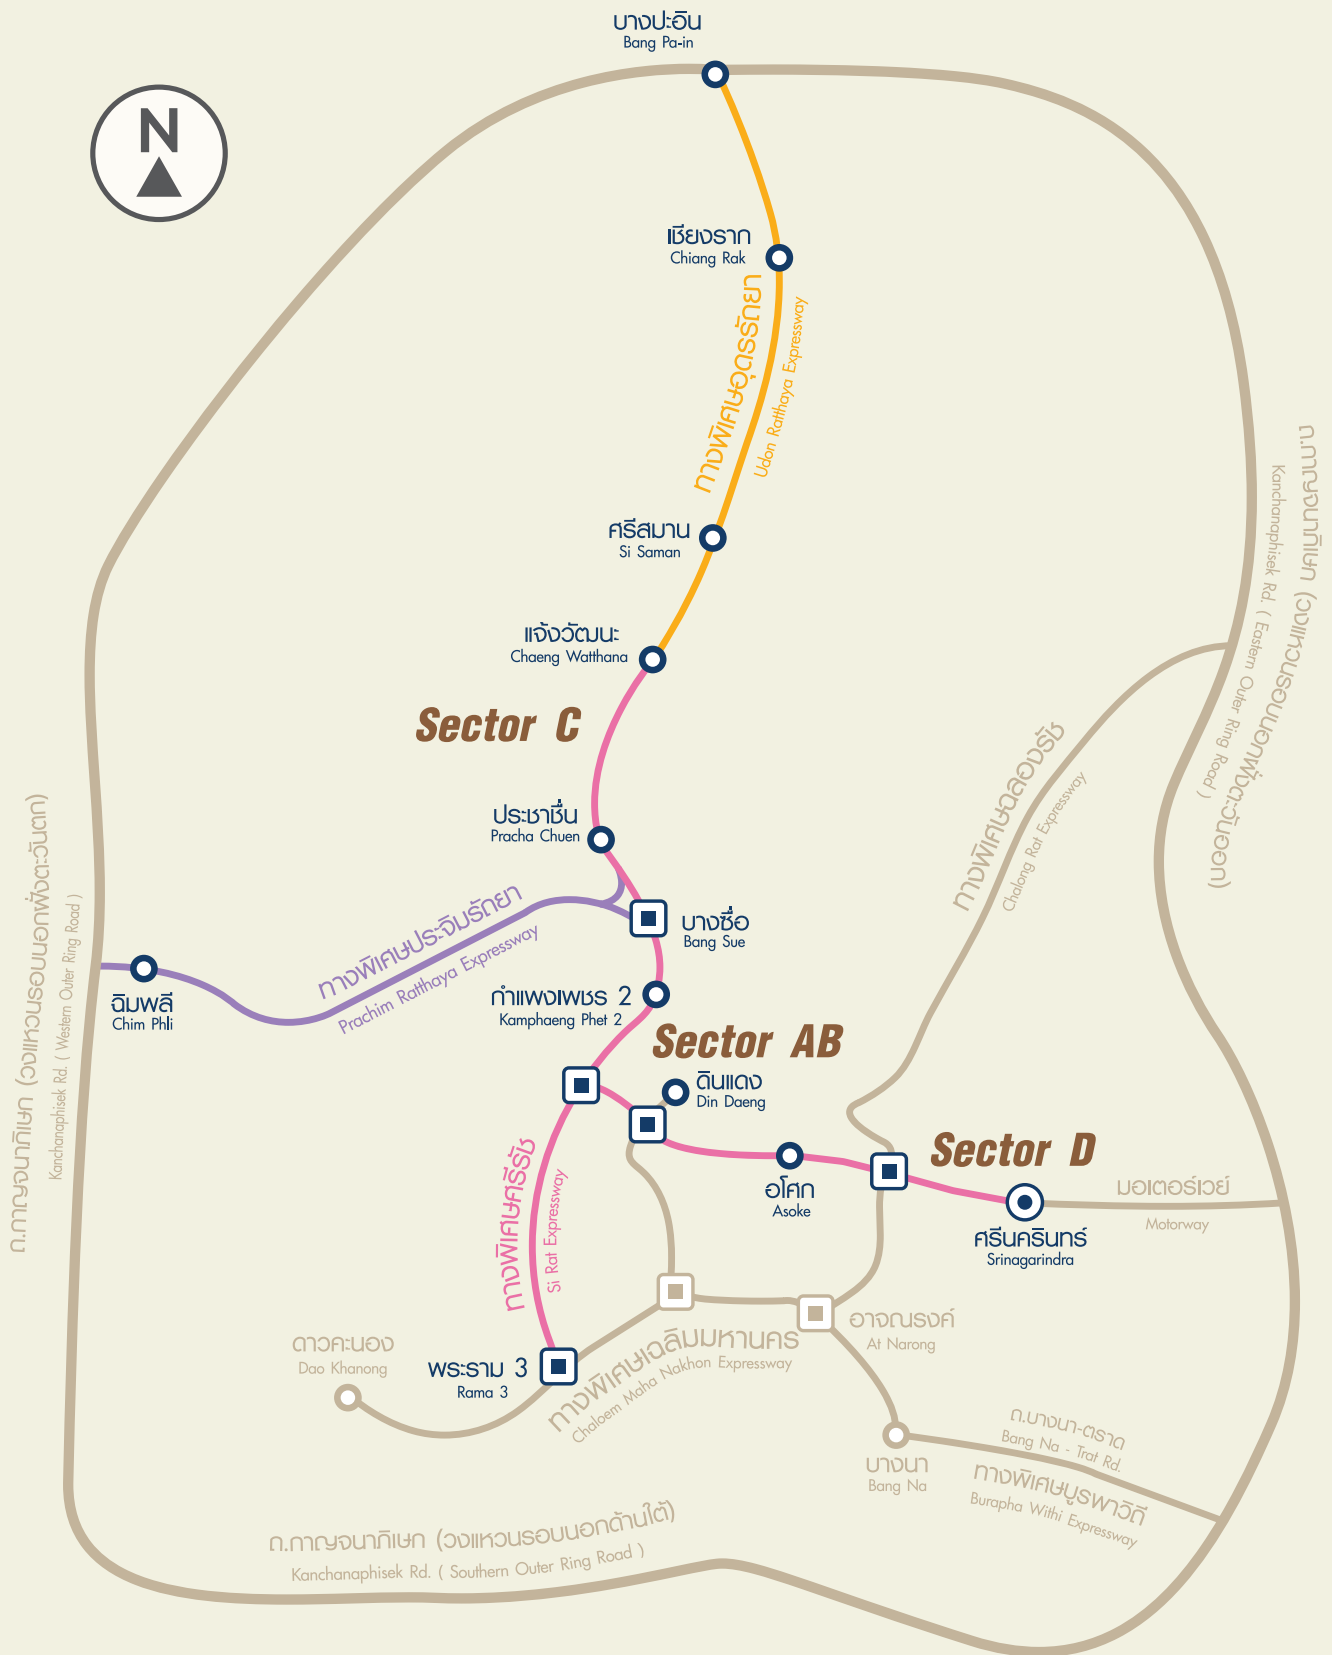 บางปะอิน
Bang Pa-in
N
เชียงราก
Chiang Rak
ทางพิเศษอุดรรัถยา
Udon Ratthaya Expressway
ถ.กาญจนาภิเษก (วงแหวนรอบนอกฝั่งตะวันออก)
Kanchanaphisek Rd. ( Eastern Outer Ring Road )
ศรีสมาน
Si Saman
แจ้งวัฒนะ
Chaeng Watthana
Sector C
ทางพิเศษฉลองรัช
Chalong Rat Expressway
ประชาชื่น
Pracha Chuen
ถ.กาญจนาภิเษก (วงแหวนรอบนอกฝั่งตะวันตก)
Kanchanaphisek Rd. ( Western Outer Ring Road )
ทางพิเศษประจิมรัถยา
Prachim Ratthaya Expressway
บางซื่อ
Bang Sue
ฉิมพลี
Chim Phli
กำแพงเพชร 2
Kamphaeng Phet 2
Sector AB
ดินแดง
Din Daeng
Sector D
ทางพิเศษศรีรัช
Si Rat Expressway
อโศก
Asoke
มอเตอร์เวย์
Motorway
ศรีนครินทร์
Srinagarindra
อาจณรงค์
At Narong
ดาวคะนอง
Dao Khanong
พระราม 3
Rama 3
ทางพิเศษเฉลิมมหานคร
Chaloem Maha Nakhon Expressway
บางนา
Bang Na
ถ.บางนา-ตราด
Bang Na - Trat Rd.
ทางพิเศษบูรพาวิถี
Burapha Withi Expressway
ถ.กาญจนาภิเษก (วงแหวนรอบนอกด้านใต้)
Kanchanaphisek Rd. ( Southern Outer Ring Road )